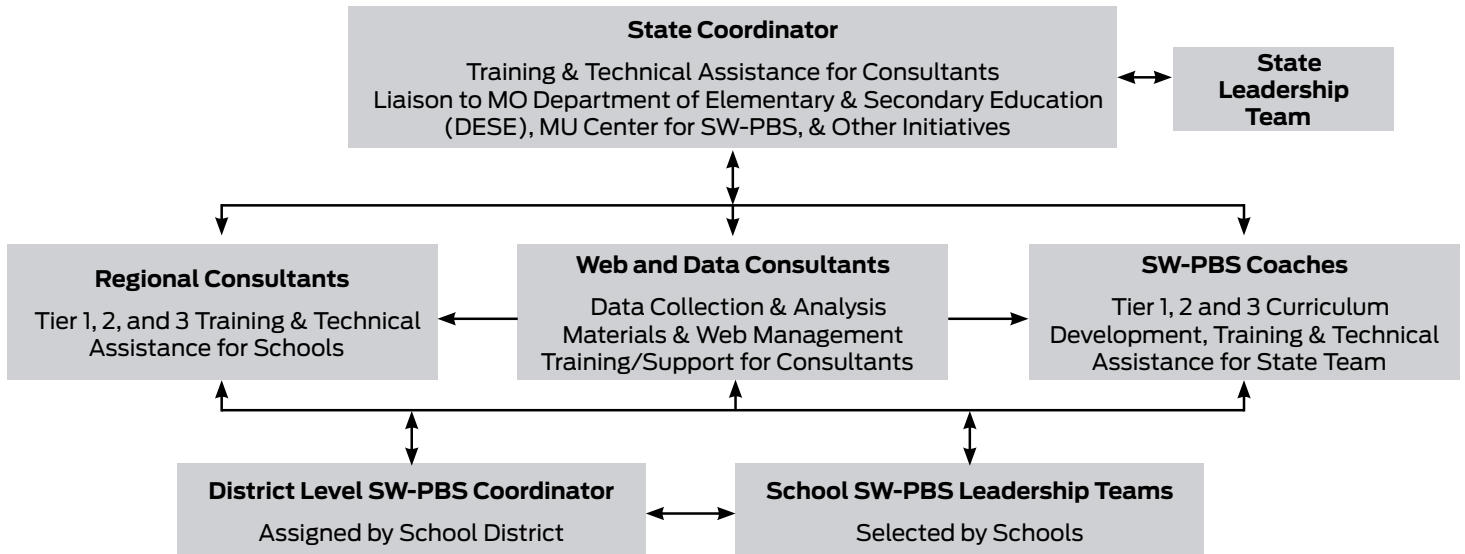 State Coordinator
Training & Technical Assistance for Consultants
Liaison to MO Department of Elementary & Secondary Education
(DESE), MU Center for SW-PBS, & Other Initiatives
State
Leadership
Team
Regional Consultants
Tier 1, 2, and 3 Training & Technical
Assistance for Schools
Web and Data Consultants
Data Collection & Analysis
Materials & Web Management
Training/Support for Consultants
SW-PBS Coaches
Tier 1, 2 and 3 Curriculum
Development, Training & Technical
Assistance for State Team
District Level SW-PBS Coordinator
Assigned by School District
School SW-PBS Leadership Teams
Selected by Schools